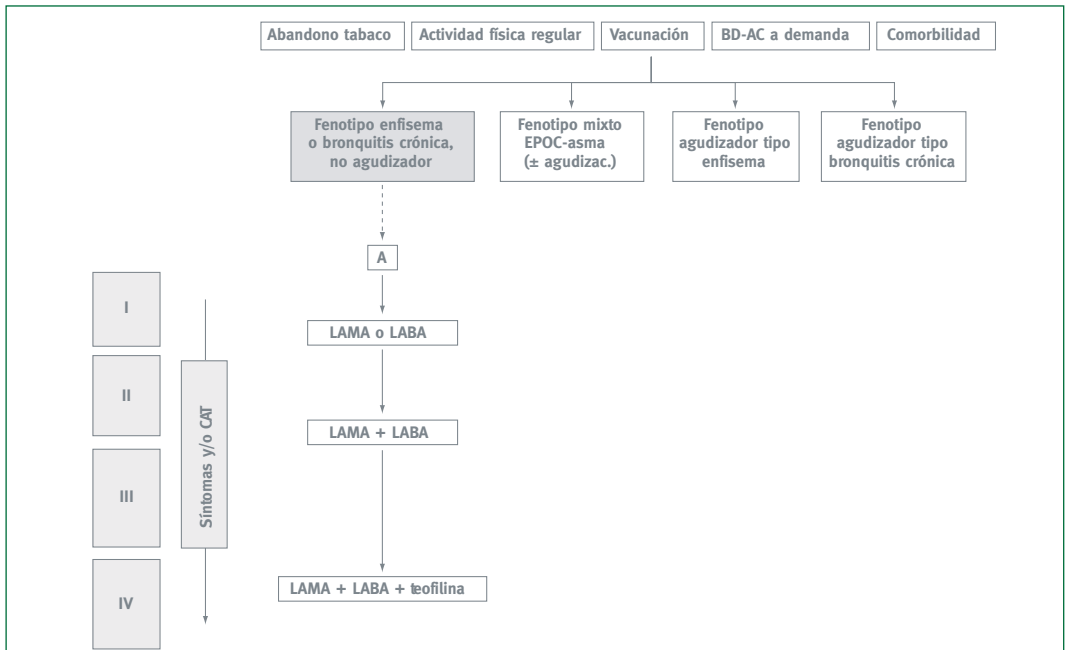 Abandono tabaco
Actividad física regular
Vacunación
BD-AC a demanda
Comorbilidad
Fenotipo enfisema
o bronquitis crónica,
no agudizador
Fenotipo mixto
EPOC-asma
(± agudizac.)
Fenotipo
agudizador tipo
enfisema
Fenotipo
agudizador tipo
bronquitis crónica
A
I
LAMA o LABA
II
Síntomas y/o CAT
LAMA + LABA
III
LAMA + LABA + teofilina
IV